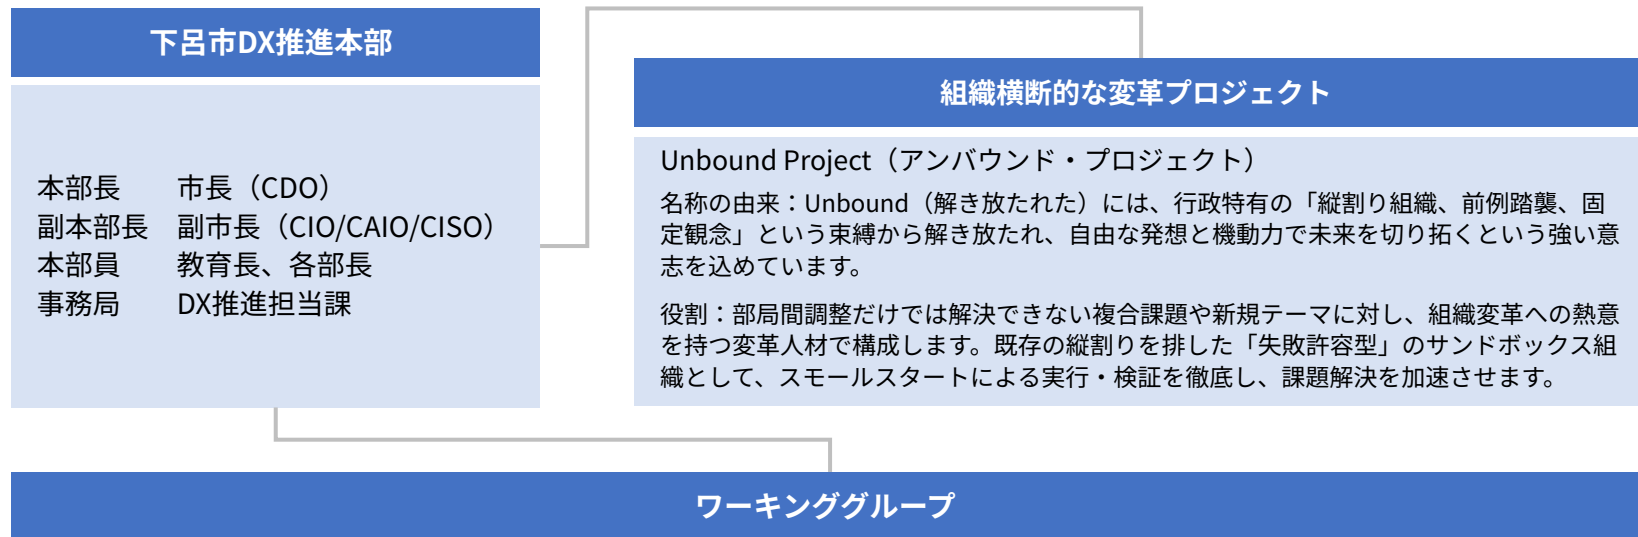 下呂市DX推進本部
本部長　　市長（CDO）
副本部長　副市長（CIO/CAIO/CISO）
本部員　　教育長、各部長
事務局　　DX推進担当課
組織横断的な変革プロジェクト
Unbound Project（アンバウンド・プロジェクト）
名称の由来：Unbound（解き放たれた）には、行政特有の「縦割り組織、前例踏襲、固
定観念」という束縛から解き放たれ、自由な発想と機動力で未来を切り拓くという強い意
志を込めています。
役割：部局間調整だけでは解決できない複合課題や新規テーマに対し、組織変革への熱意
を持つ変革人材で構成します。既存の縦割りを排した「失敗許容型」のサンドボックス組
織として、スモールスタートによる実行・検証を徹底し、課題解決を加速させます。
ワーキンググループ